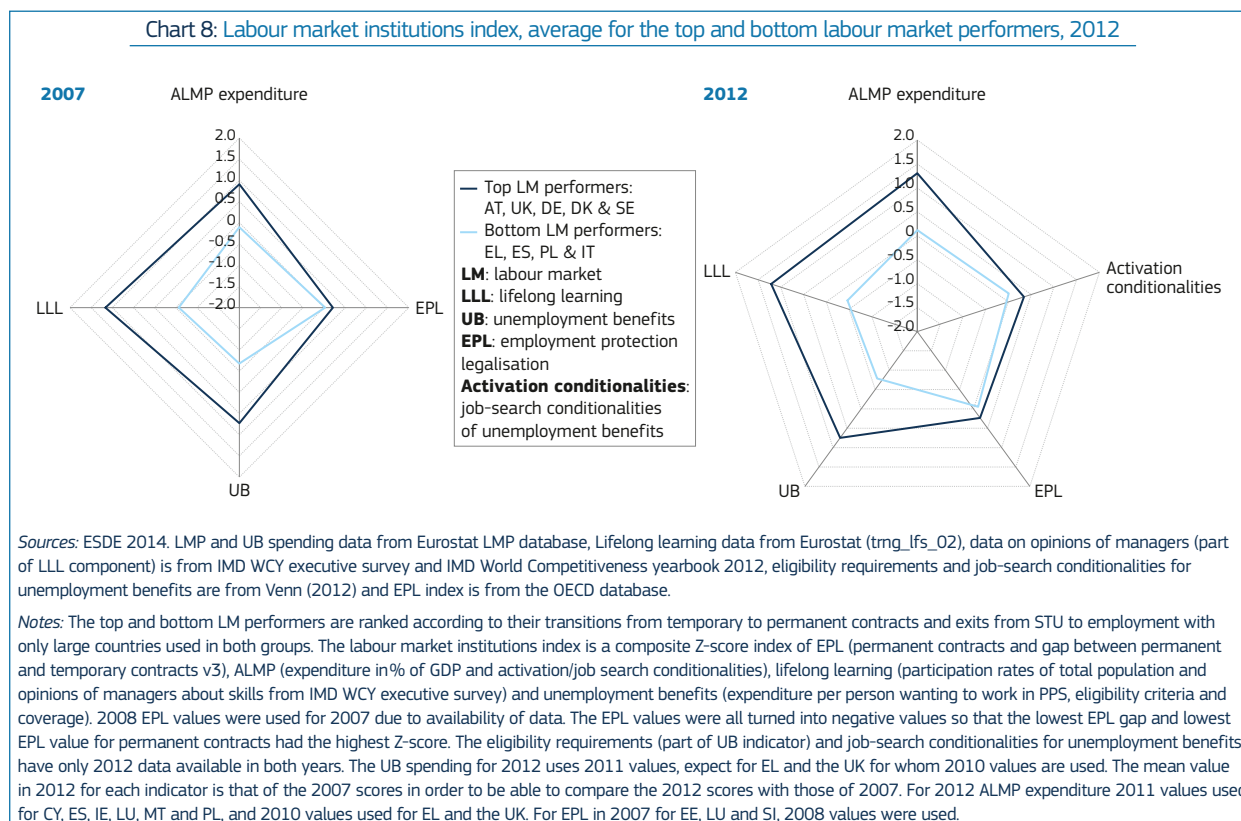 Chart 8: Labour market institutions index, average for the top and bottom labour market performers, 2012
2007
ALMP expenditure
2.0
1.5
1.0
0.5
0
-0.5
-1.0
-1.5
-2.0
LLL
EPL
UB
Top LM performers:
AT, UK, DE, DK & SE
Bottom LM performers:
EL, ES, PL & IT
LM: labour market
LLL: lifelong learning
UB: unemployment benefits
EPL: employment protection
legalisation
Activation conditionalities:
job-search conditionalities
of unemployment benefits
2012
ALMP expenditure
2.0
1.5
1.0
0.5
0
-0.5
-1.0
-1.5
-2.0
LLL
Activation
conditionalities
UB
EPL
Sources: ESDE 2014. LMP and UB spending data from Eurostat LMP database, Lifelong learning data from Eurostat (trng_lfs_02), data on opinions of managers (part
of LLL component) is from IMD WCY executive survey and IMD World Competitiveness yearbook 2012, eligibility requirements and job-search conditionalities for
unemployment benefits are from Venn (2012) and EPL index is from the OECD database.
Notes: The top and bottom LM performers are ranked according to their transitions from temporary to permanent contracts and exits from STU to employment with
only large countries used in both groups. The labour market institutions index is a composite Z-score index of EPL (permanent contracts and gap between permanent
and temporary contracts v3), ALMP (expenditure in% of GDP and activation/job search conditionalities), lifelong learning (participation rates of total population and
opinions of managers about skills from IMD WCY executive survey) and unemployment benefits (expenditure per person wanting to work in PPS, eligibility criteria and
coverage). 2008 EPL values were used for 2007 due to availability of data. The EPL values were all turned into negative values so that the lowest EPL gap and lowest
EPL value for permanent contracts had the highest Z-score. The eligibility requirements (part of UB indicator) and job-search conditionalities for unemployment benefits
have only 2012 data available in both years. The UB spending for 2012 uses 2011 values, expect for EL and the UK for whom 2010 values are used. The mean value
in 2012 for each indicator is that of the 2007 scores in order to be able to compare the 2012 scores with those of 2007. For 2012 ALMP expenditure 2011 values used
for CY, ES, IE, LU, MT and PL, and 2010 values used for EL and the UK. For EPL in 2007 for EE, LU and SI, 2008 values were used.